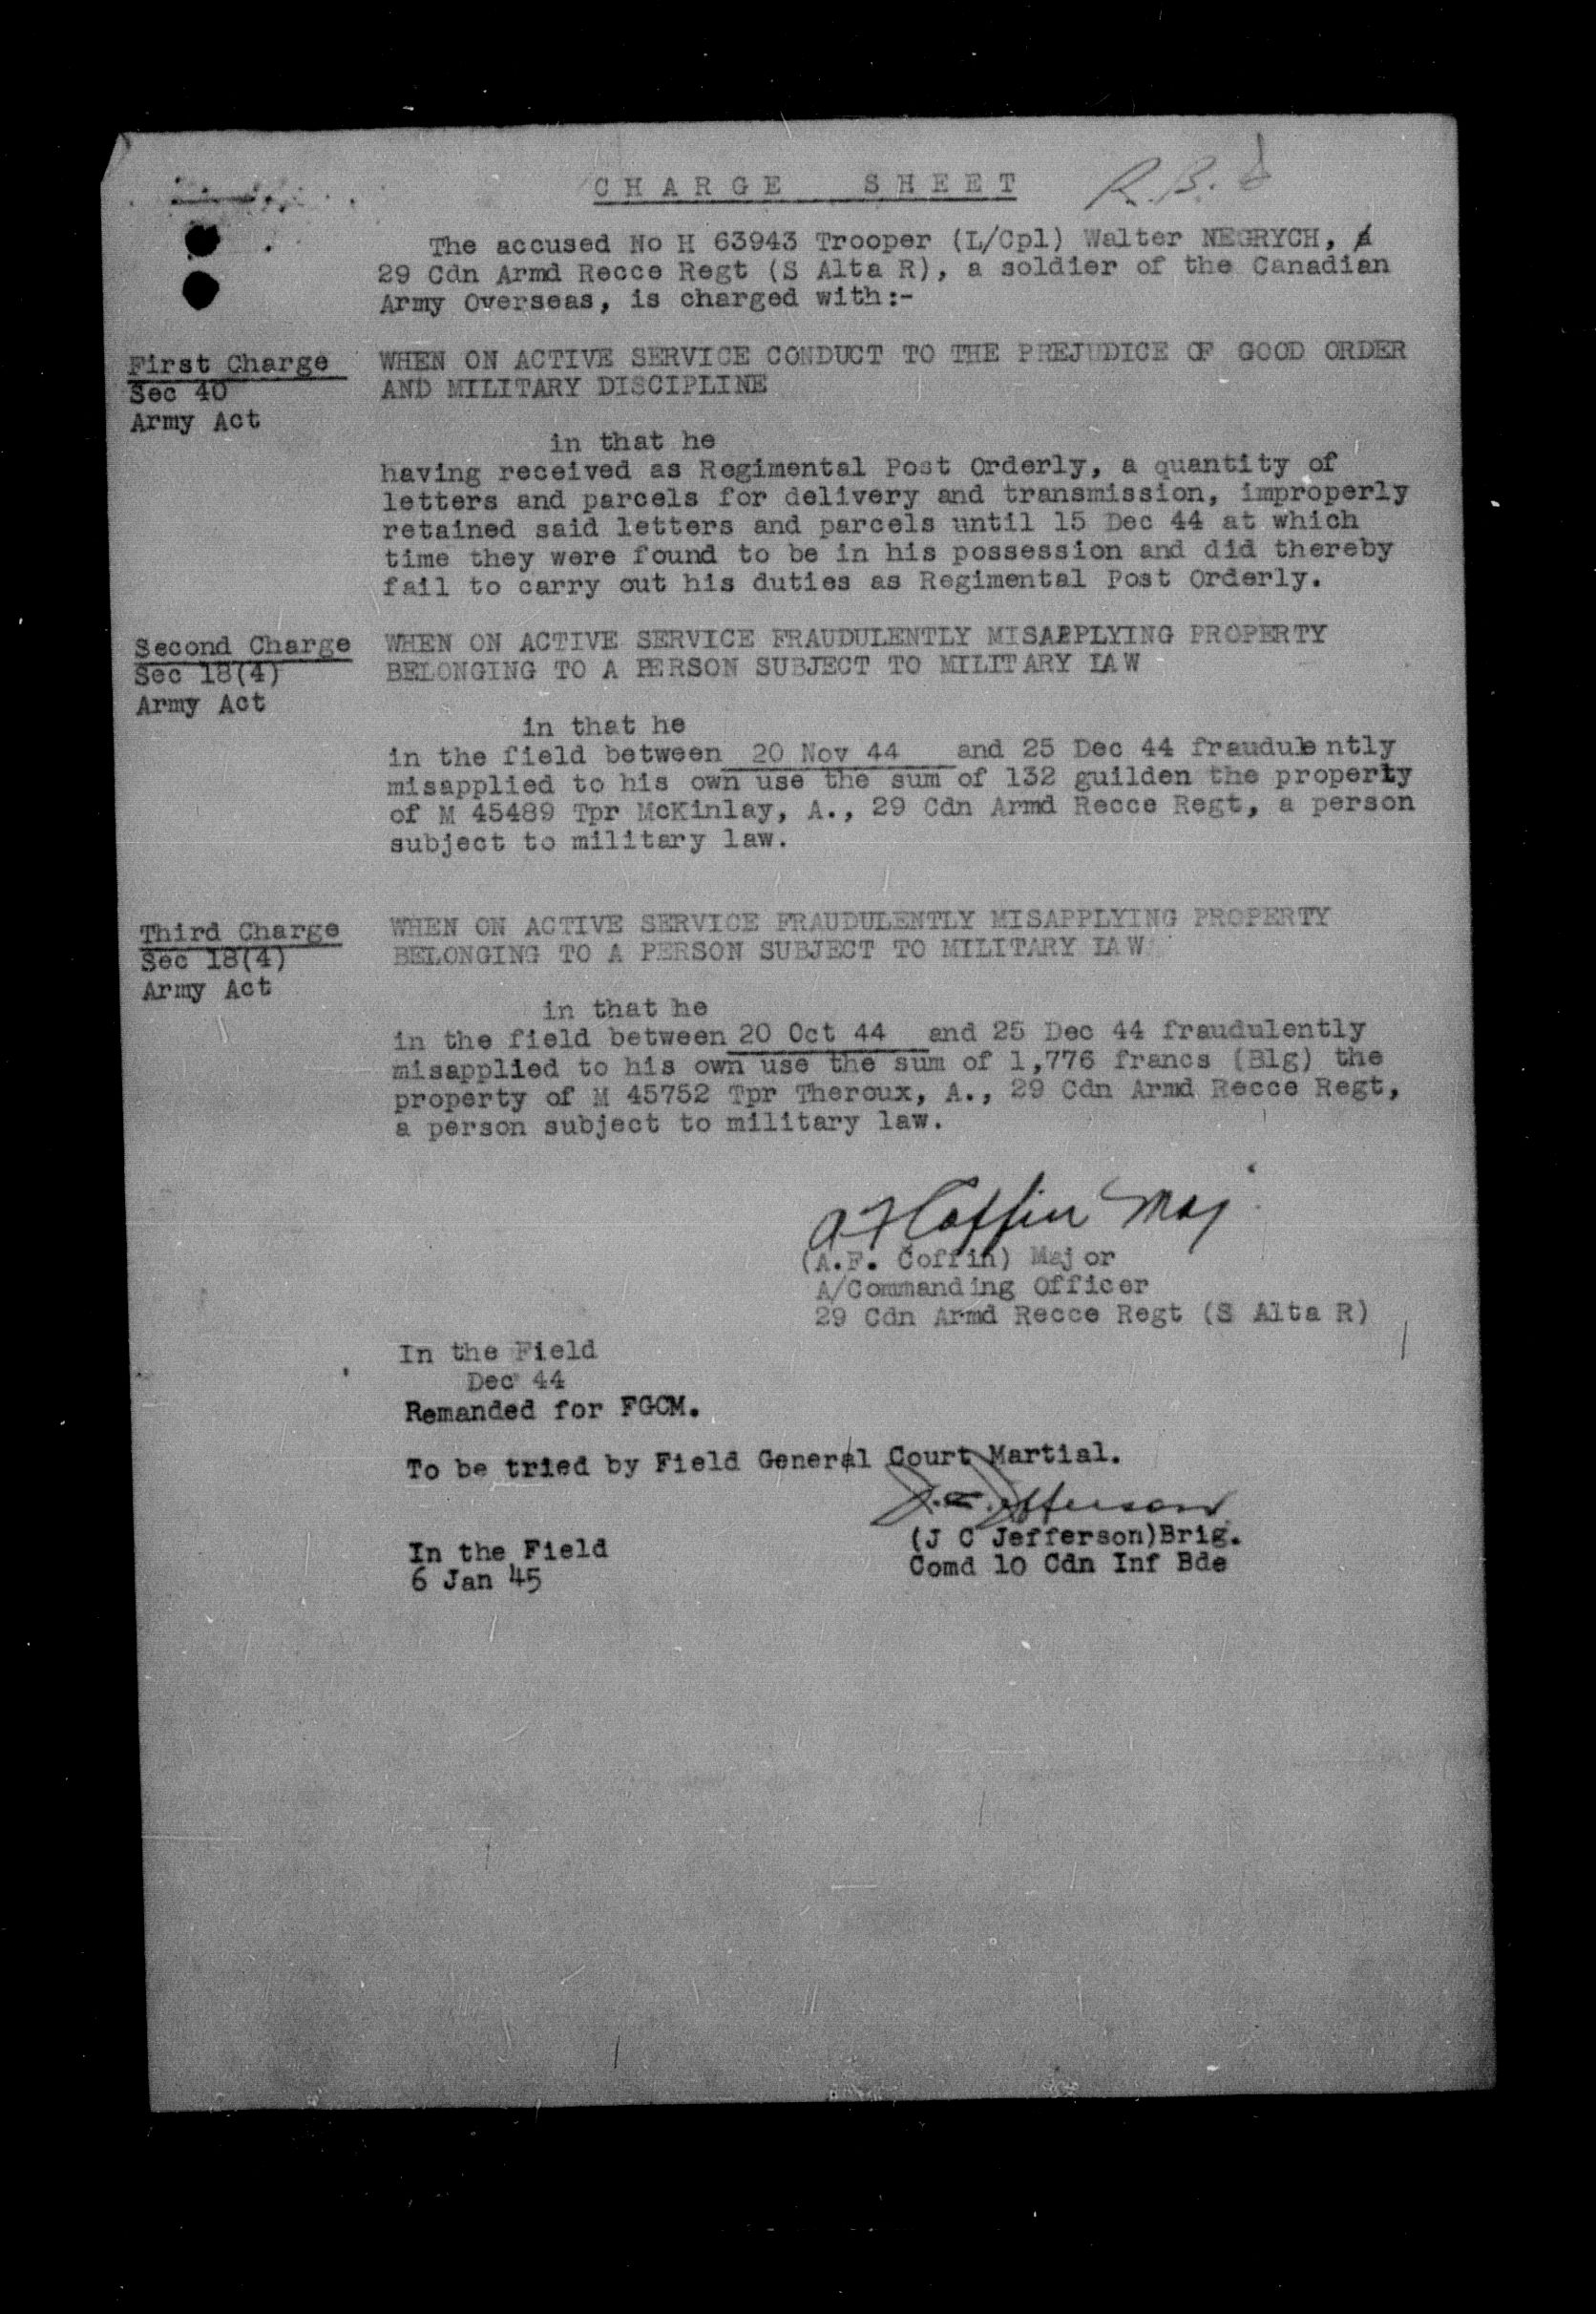 CHARGE SHEET
R.B.
The accused No H 63943 Trooper (L/Cpl) Walter NEGRYCH,
29 Cdn Armd Recce Regt (S Alta R), a soldier of the Canadian
Army Overseas, is charged with:-
First Charge
Sec 40
Army Act
WHEN ON ACTIVE SERVICE CONDUCT TO THE PREJUDICE OF GOOD ORDER
AND MILITARY DISCIPLINE
in that he
having received as Regimental Post Orderly, a quantity of
letters and parcels for delivery and transmission, improperly
retained said letters and parcels until 15 Dec 44 at which
time they were found to be in his possession and did thereby
fail to carry out his duties as Regimental Post Orderly.
Second Charge
Sec 18(4)
Army Act
WHEN ON ACTIVE SERVICE FRAUDULENTLY MISAPPLYING PROPERTY
BELONGING TO A PERSON SUBJECT TO MILITARY LAW
in that he
in the field between 20 Nov 44 and 25 Dec 44 fraudulently
misapplied to his own use the sum of 132 guilden the property
of M 45489 Tpr McKinlay, A., 29 Cdn Armd Recce Regt, a person
subject to military law.
Third Charge
Sec 18(4)
Army Act
WHEN ON ACTIVE SERVICE FRAUDULENTLY MISAPPLYING PROPERTY
BELONGING TO A PERSON SUBJECT TO MILITARY LAW
in that he
in the field between 20 Oct 44 and 25 Dec 44 fraudulently
misapplied to his own use the sum of 1,776 francs (Blg) the
property of M 45752 Tpr Theroux, A., 29 Cdn Armd Recce Regt,
a person subject to military law.
A F Coffin Maj
(A.F. Coffin) Major
A/Commanding Officer
29 Cdn Armd Recce Regt (S Alta R)
In the Field
Dec 44
Remanded for FGCM.
To be tried by Field General Court Martial.
J.C. Jefferson
(J C Jefferson)Brig.
Comd 10 Cdn Inf Bde
In the Field
6 Jan 45